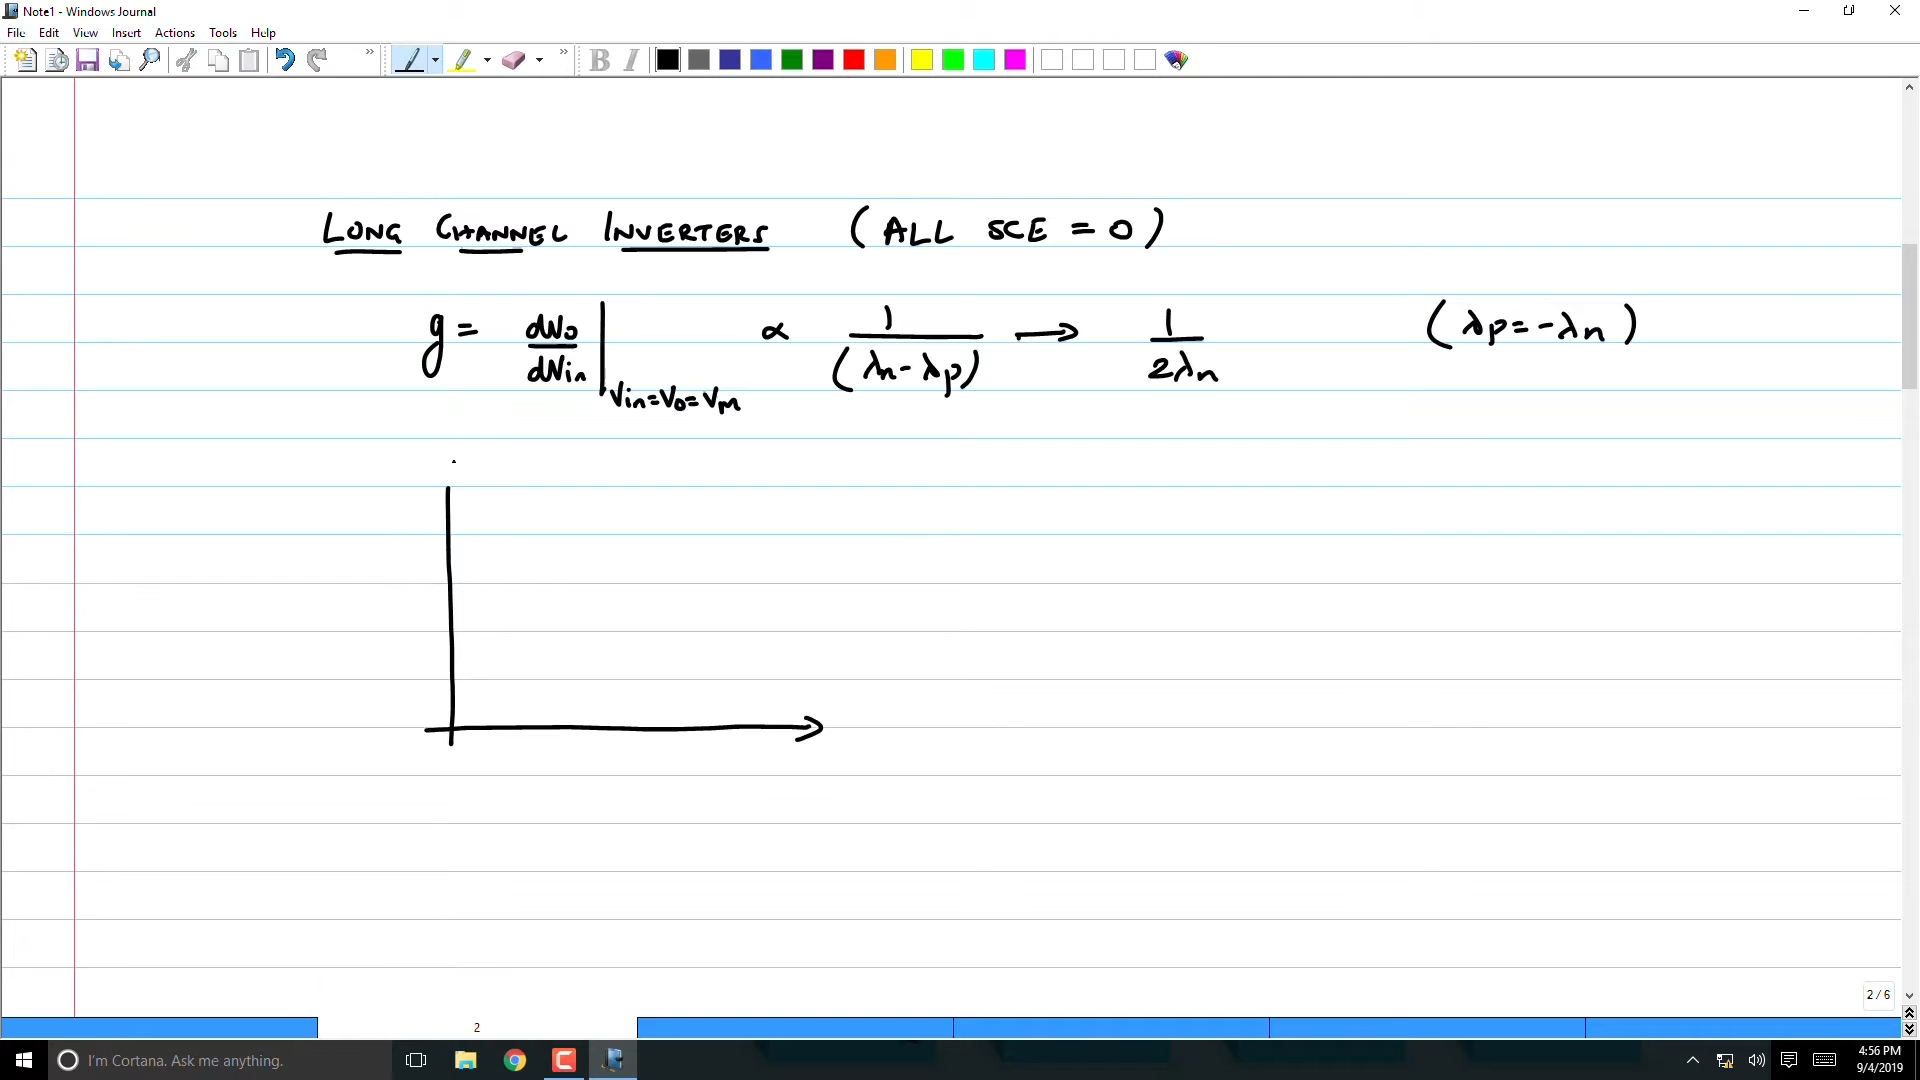 Note1 - Windows Journal
File Edit View Insert Actions Tools Help
LONG CHANNEL INVERTERS (ALL SCE = 0)
g = dV0/dVin | Vin=V0=Vm ∝ 1/(λn-λp) → 1/2λn (λp=-λn)
2 / 6
2
I'm Cortana. Ask me anything.
4:56 PM
9/4/2019